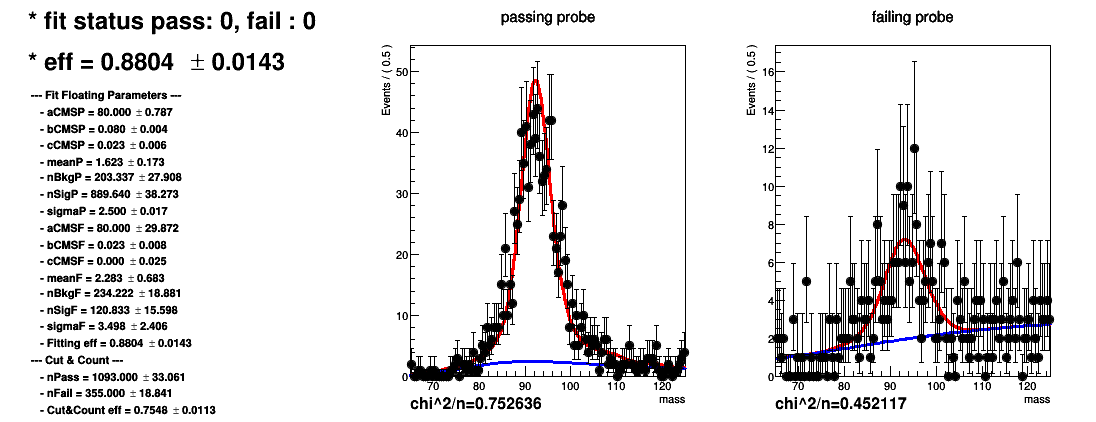 * fit status pass: 0, fail : 0
* eff = 0.8804 ± 0.0143
--- Fit Floating Parameters ---
- aCMSP = 80.000 ± 0.787
- bCMSP = 0.080 ± 0.004
- cCMSP = 0.023 ± 0.006
- meanP = 1.623 ± 0.173
- nBkgP = 203.337 ± 27.908
- nSigP = 889.640 ± 38.273
- sigmaP = 2.500 ± 0.017
- aCMSF = 80.000 ± 29.872
- bCMSF = 0.023 ± 0.008
- cCMSF = 0.000 ± 0.025
- meanF = 2.283 ± 0.683
- nBkgF = 234.222 ± 18.881
- nSigF = 120.833 ± 15.598
- sigmaF = 3.498 ± 2.406
- Fitting eff = 0.8804 ± 0.0143
--- Cut & Count ---
- nPass = 1093.000 ± 33.061
- nFail = 355.000 ± 18.841
- Cut&Count eff = 0.7548 ± 0.0113
passing probe
Events / ( 0.5 )
50
40
30
20
10
0
70 80 90 100 110 120
mass
chi^2/n=0.752636
failing probe
Events / ( 0.5 )
16
14
12
10
8
6
4
2
0
70 80 90 100 110 120
mass
chi^2/n=0.452117